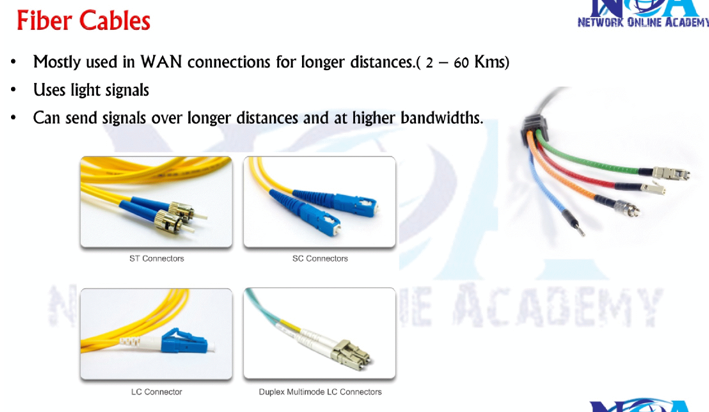 Fiber Cables
NOA
NETWORK ONLINE ACADEMY
• Mostly used in WAN connections for longer distances.( 2 – 60 Kms)
• Uses light signals
• Can send signals over longer distances and at higher bandwidths.
ST Connectors
SC Connectors
LC Connector
Duplex Multimode LC Connectors